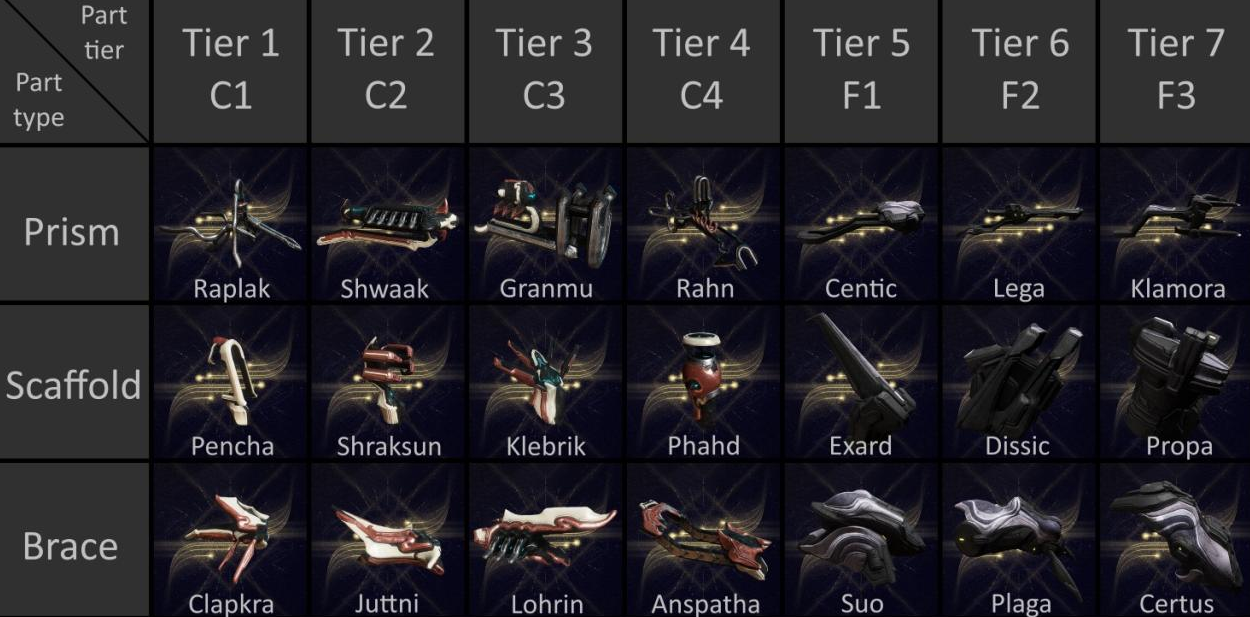 Part
tier
Part
type
Tier 1
C1
Tier 2
C2
Tier 3
C3
Tier 4
C4
Tier 5
F1
Tier 6
F2
Tier 7
F3
Prism
Raplak
Shwaak
Granmu
Rahn
Centic
Lega
Klamora
Scaffold
Pencha
Shraksun
Klebrik
Phahd
Exard
Dissic
Propa
Brace
Clapkra
Juttni
Lohrin
Anspatha
Suo
Plaga
Certus